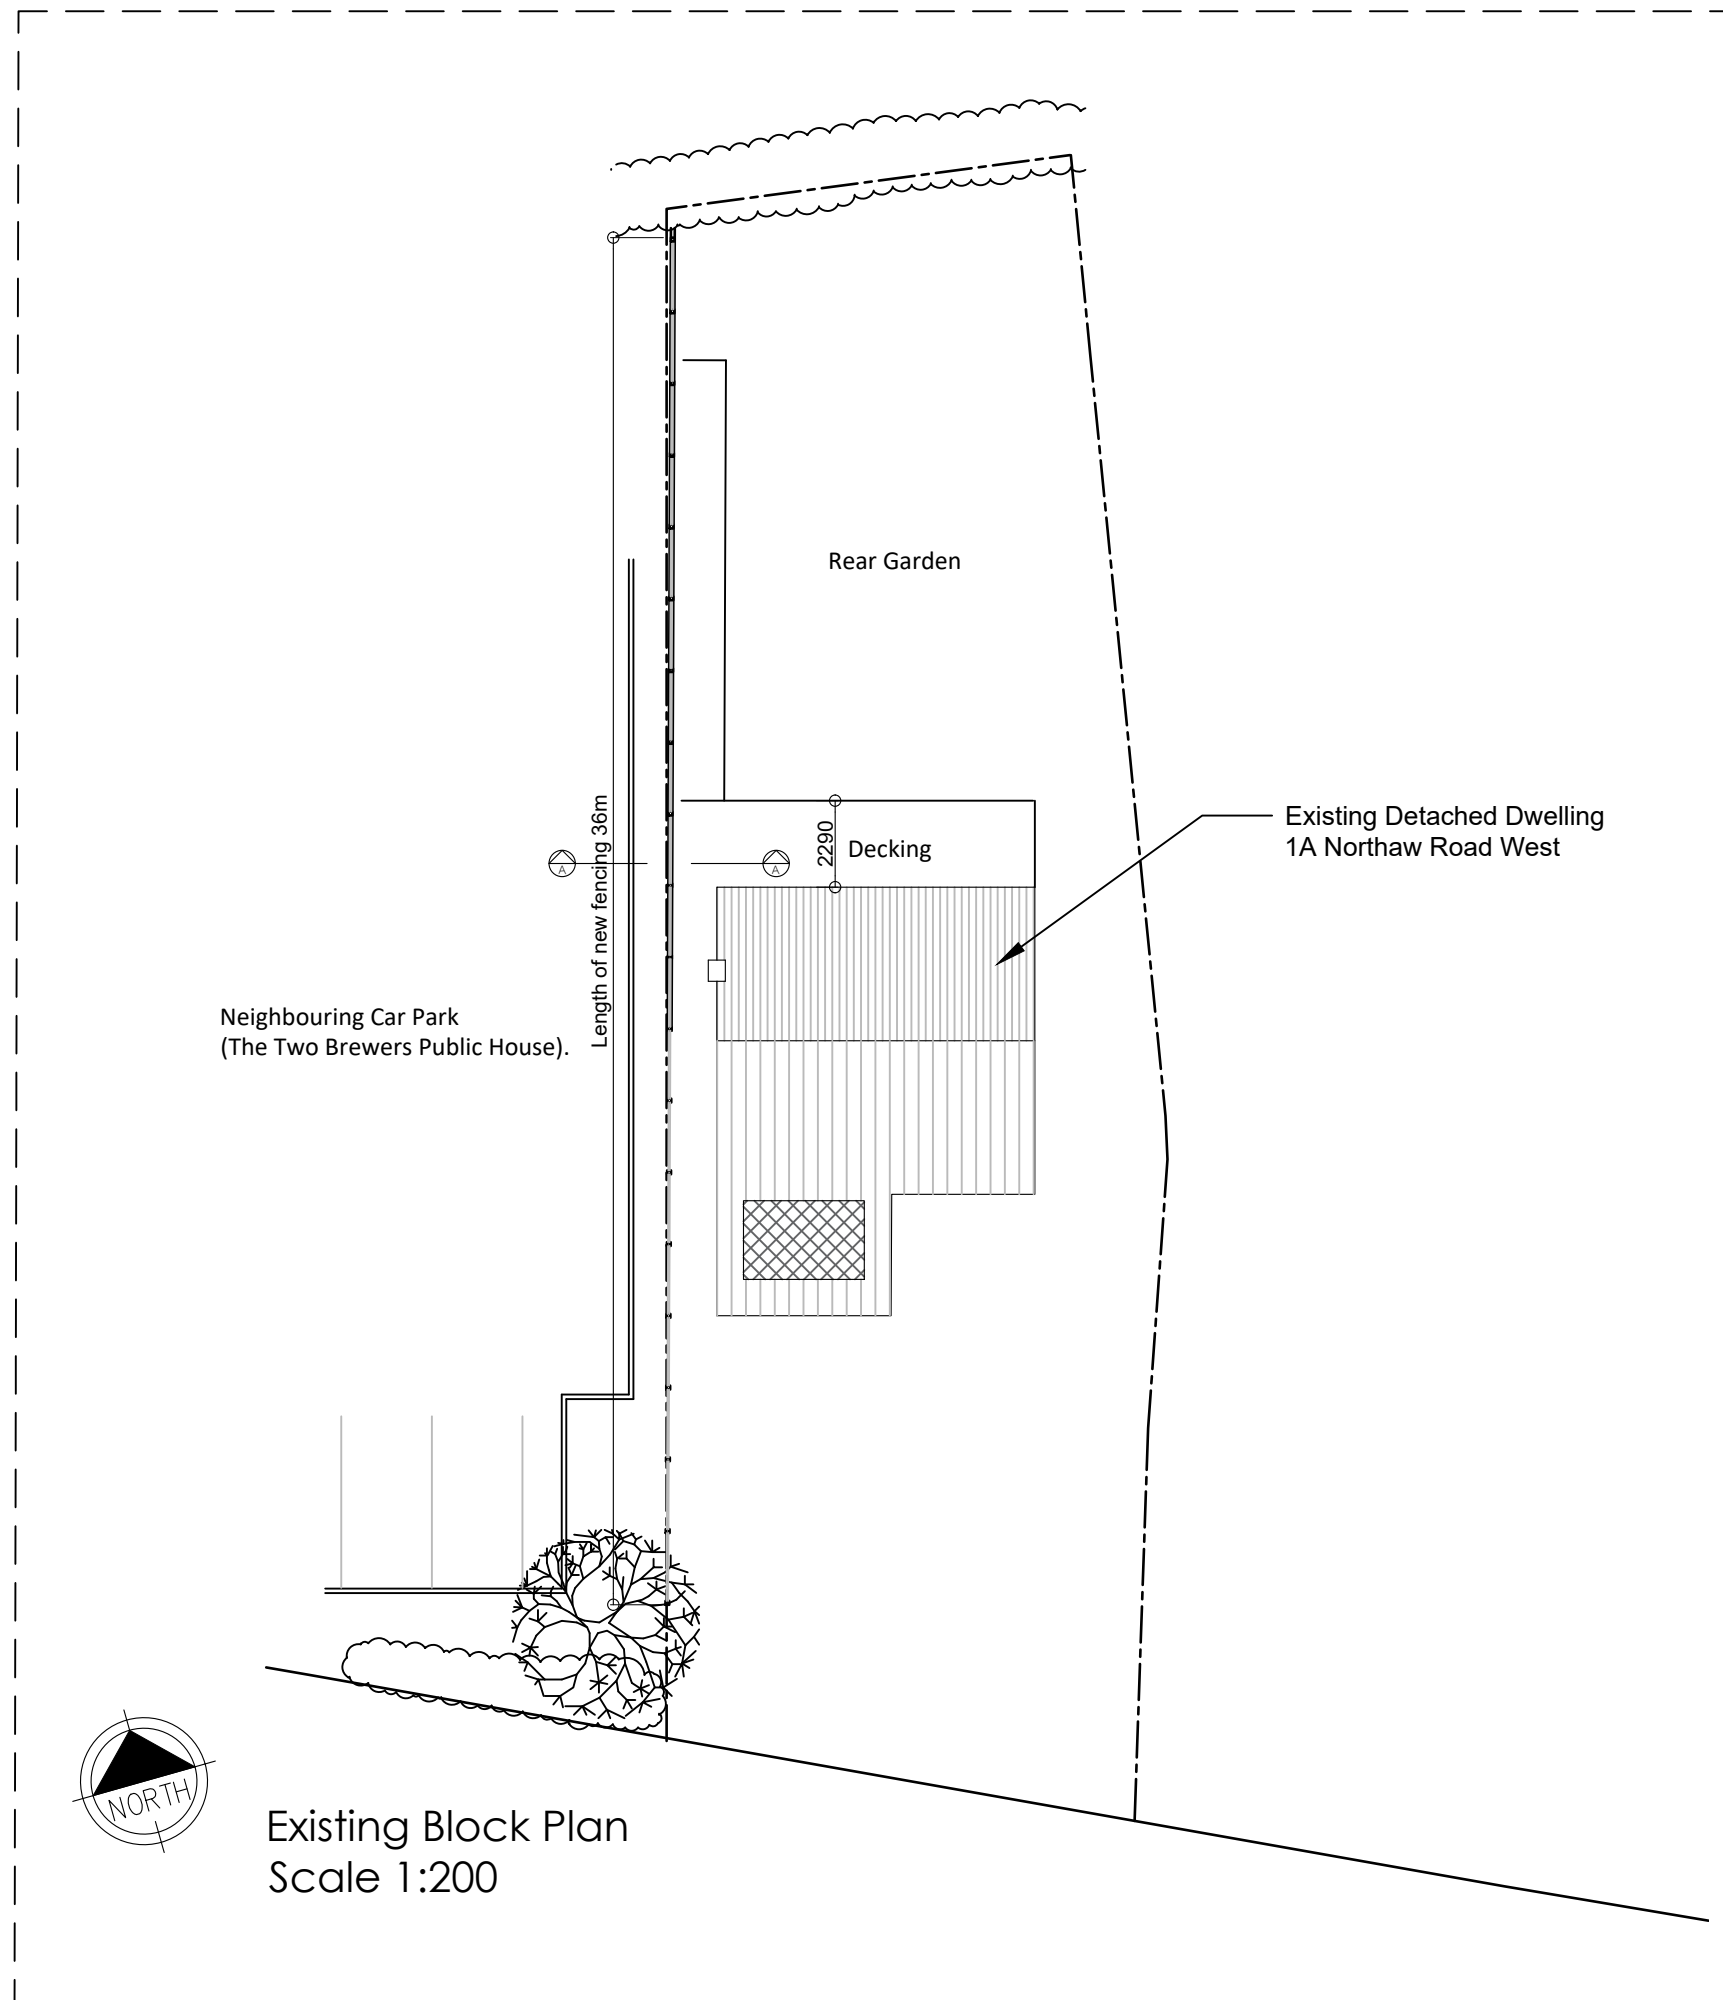 Rear Garden
2290
Decking
Existing Detached Dwelling
1A Northaw Road West
A
A
Length of new fencing 36m
Neighbouring Car Park
(The Two Brewers Public House).
NORTH
Existing Block Plan
Scale 1:200